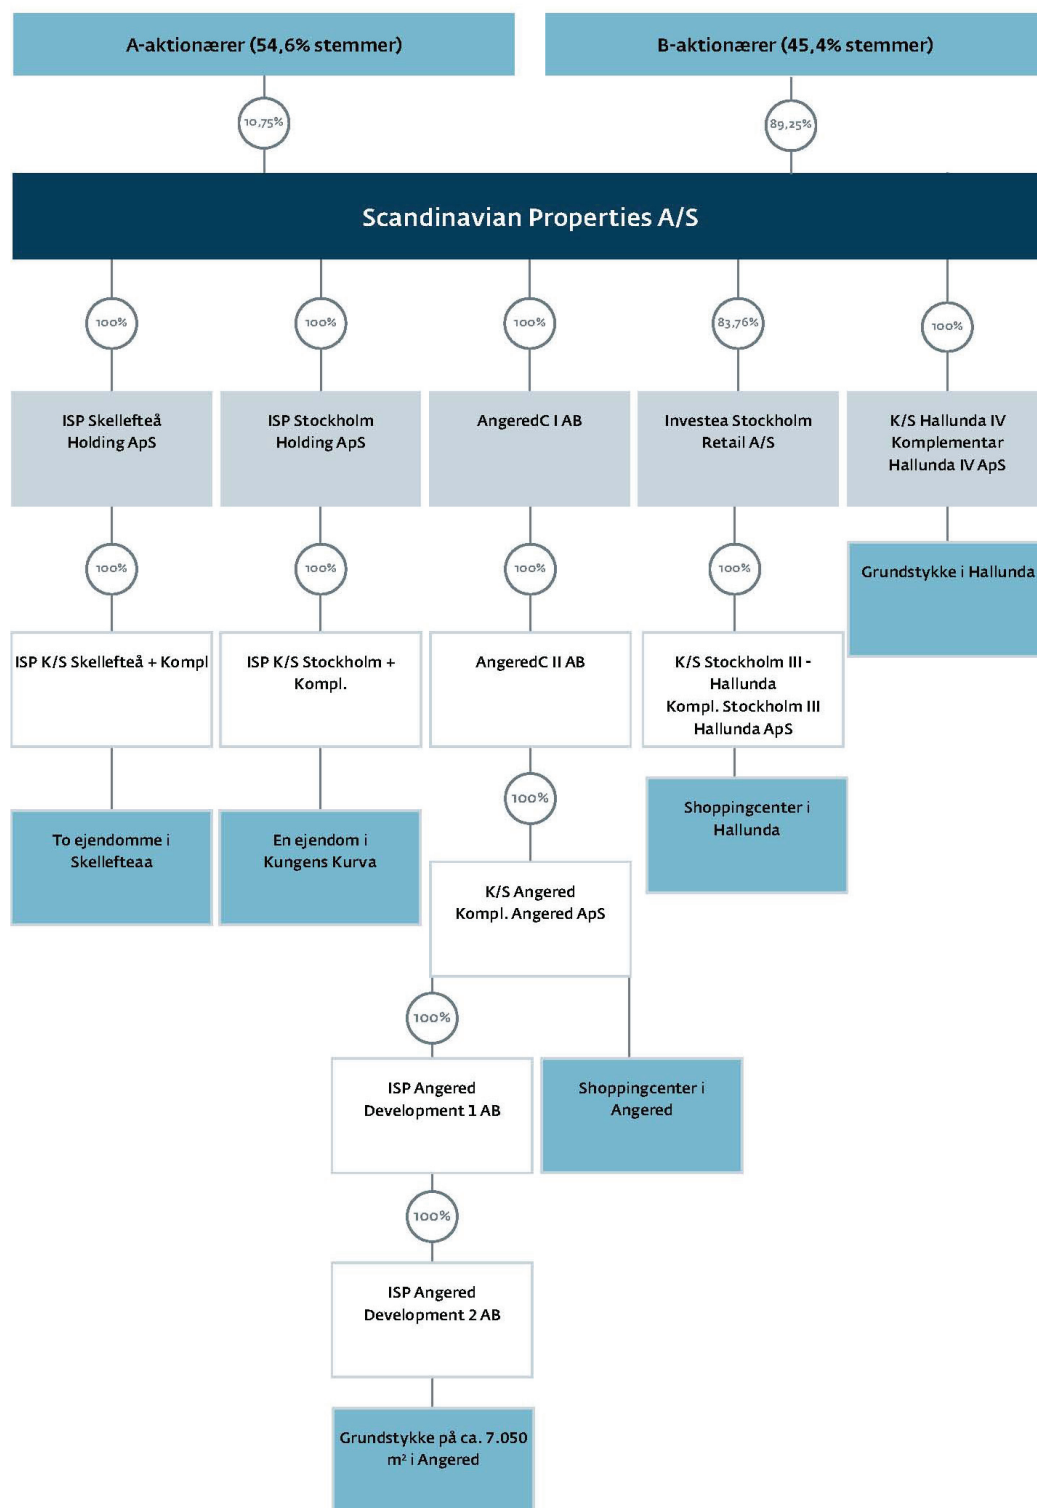 A-aktionærer (54,6% stemmer)
B-aktionærer (45,4% stemmer)
10,75%
89,25%
Scandinavian Properties A/S
100%
100%
100%
83,76%
100%
ISP Skellefteå
Holding ApS
ISP Stockholm
Holding ApS
AngeredC I AB
Investea Stockholm
Retail A/S
K/S Hallunda IV
Komplementar
Hallunda IV ApS
100%
100%
100%
100%
Grundstykke i Hallunda
ISP K/S Skellefteå + Kompl
ISP K/S Stockholm +
Kompl.
AngeredC II AB
K/S Stockholm III -
Hallunda
Kompl. Stockholm III
Hallunda ApS
100%
To ejendomme i
Skellefteaa
En ejendom i
Kungens Kurva
Shoppingcenter i
Hallunda
K/S Angered
Kompl. Angered ApS
100%
ISP Angered
Development 1 AB
Shoppingcenter i
Angered
100%
ISP Angered
Development 2 AB
Grundstykke på ca. 7.050
m² i Angered